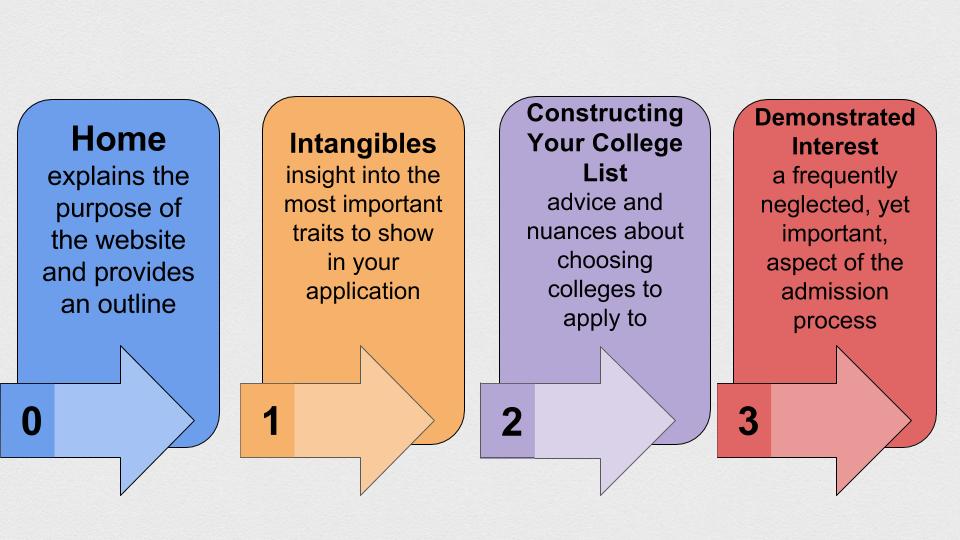 Home
explains the
purpose of
the website
and provides
an outline
0
Intangibles
insight into the
most important
traits to show
in your
application
1
Constructing
Your College
List
advice and
nuances about
choosing
colleges to
apply to
2
Demonstrated
Interest
a frequently
neglected, yet
important,
aspect of the
admission
process
3